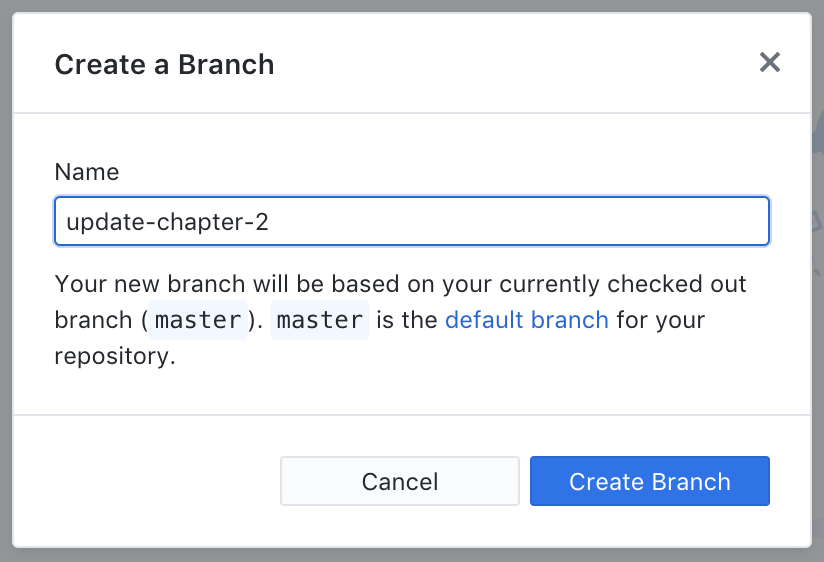 Create a Branch
Name
update-chapter-2
Your new branch will be based on your currently checked out
branch (master). master is the default branch for your
repository.
Cancel
Create Branch